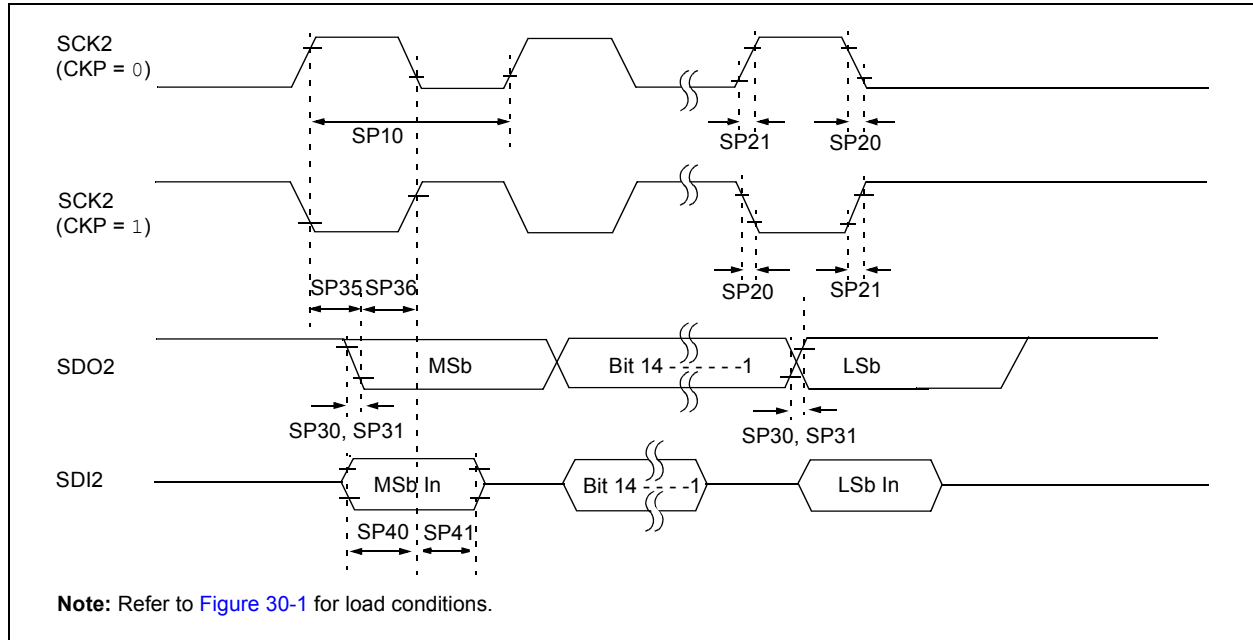 SCK2
(CKP = 0)
SP10
SP21
SP20
SCK2
(CKP = 1)
SP35
SP36
SP20
SP21
SDO2
MSb
Bit 14 - - - - - -1
LSb
SP30, SP31
SP30, SP31
SDI2
MSb In
Bit 14 - - - -1
LSb In
SP40
SP41
Note: Refer to Figure 30-1 for load conditions.